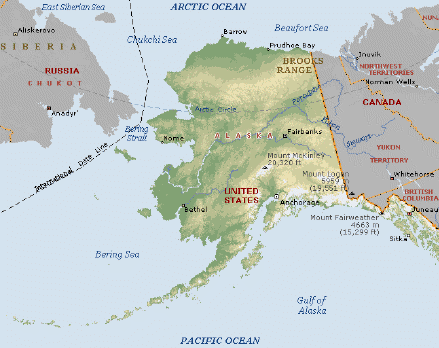 East Siberian Sea
ARCTIC OCEAN
Aliskerovo
Chukchi Sea
Barrow
Beaufort Sea
Prudhoe Bay
SIBERIA
BROOKS
RANGE
Inuvik
NORTHWEST
TERRITORIES
Norman Wells
RUSSIA
CHUKOT
Anadyr'
Arctic Circle
Porcupine
CANADA
Yukon
Bering
Strait
Nome
ALASKA
Fairbanks
Stewart
YUKON
TERRITORY
International Date Line
Mount McKinley
20,320 ft
Mount Logan
5959
(19,551 ft)
Whitehorse
UNITED
STATES
Bethel
Anchorage
BRITISH
COLUMBIA
Mount Fairweather
4663 m
(15,299 ft)
Juneau
Sitka
Bering Sea
Gulf of
Alaska
PACIFIC OCEAN